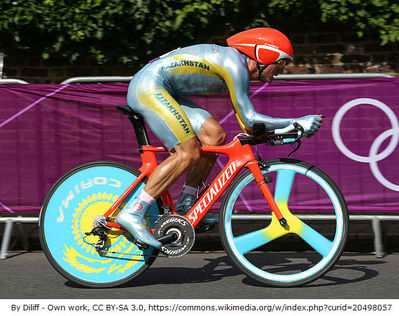 KAZAKHSTAN
KAZAKHSTAN
CORIMA
SPECIALIZED
SPECIALIZED
By Diliff - Own work, CC BY-SA 3.0, https://commons.wikimedia.org/w/index.php?curid=20498057